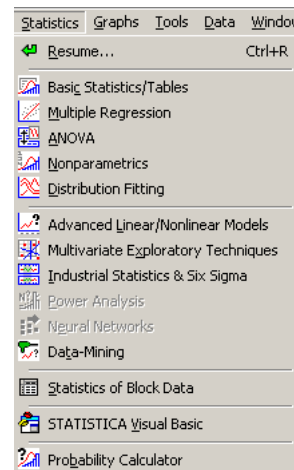 Statistics Graphs Tools Data Windo
Resume... Ctrl+R
Basic Statistics/Tables
Multiple Regression
ANOVA
Nonparametrics
Distribution Fitting
Advanced Linear/Nonlinear Models
Multivariate Exploratory Techniques
Industrial Statistics & Six Sigma
Power Analysis
Neural Networks
Data-Mining
Statistics of Block Data
STATISTICA Visual Basic
Probability Calculator